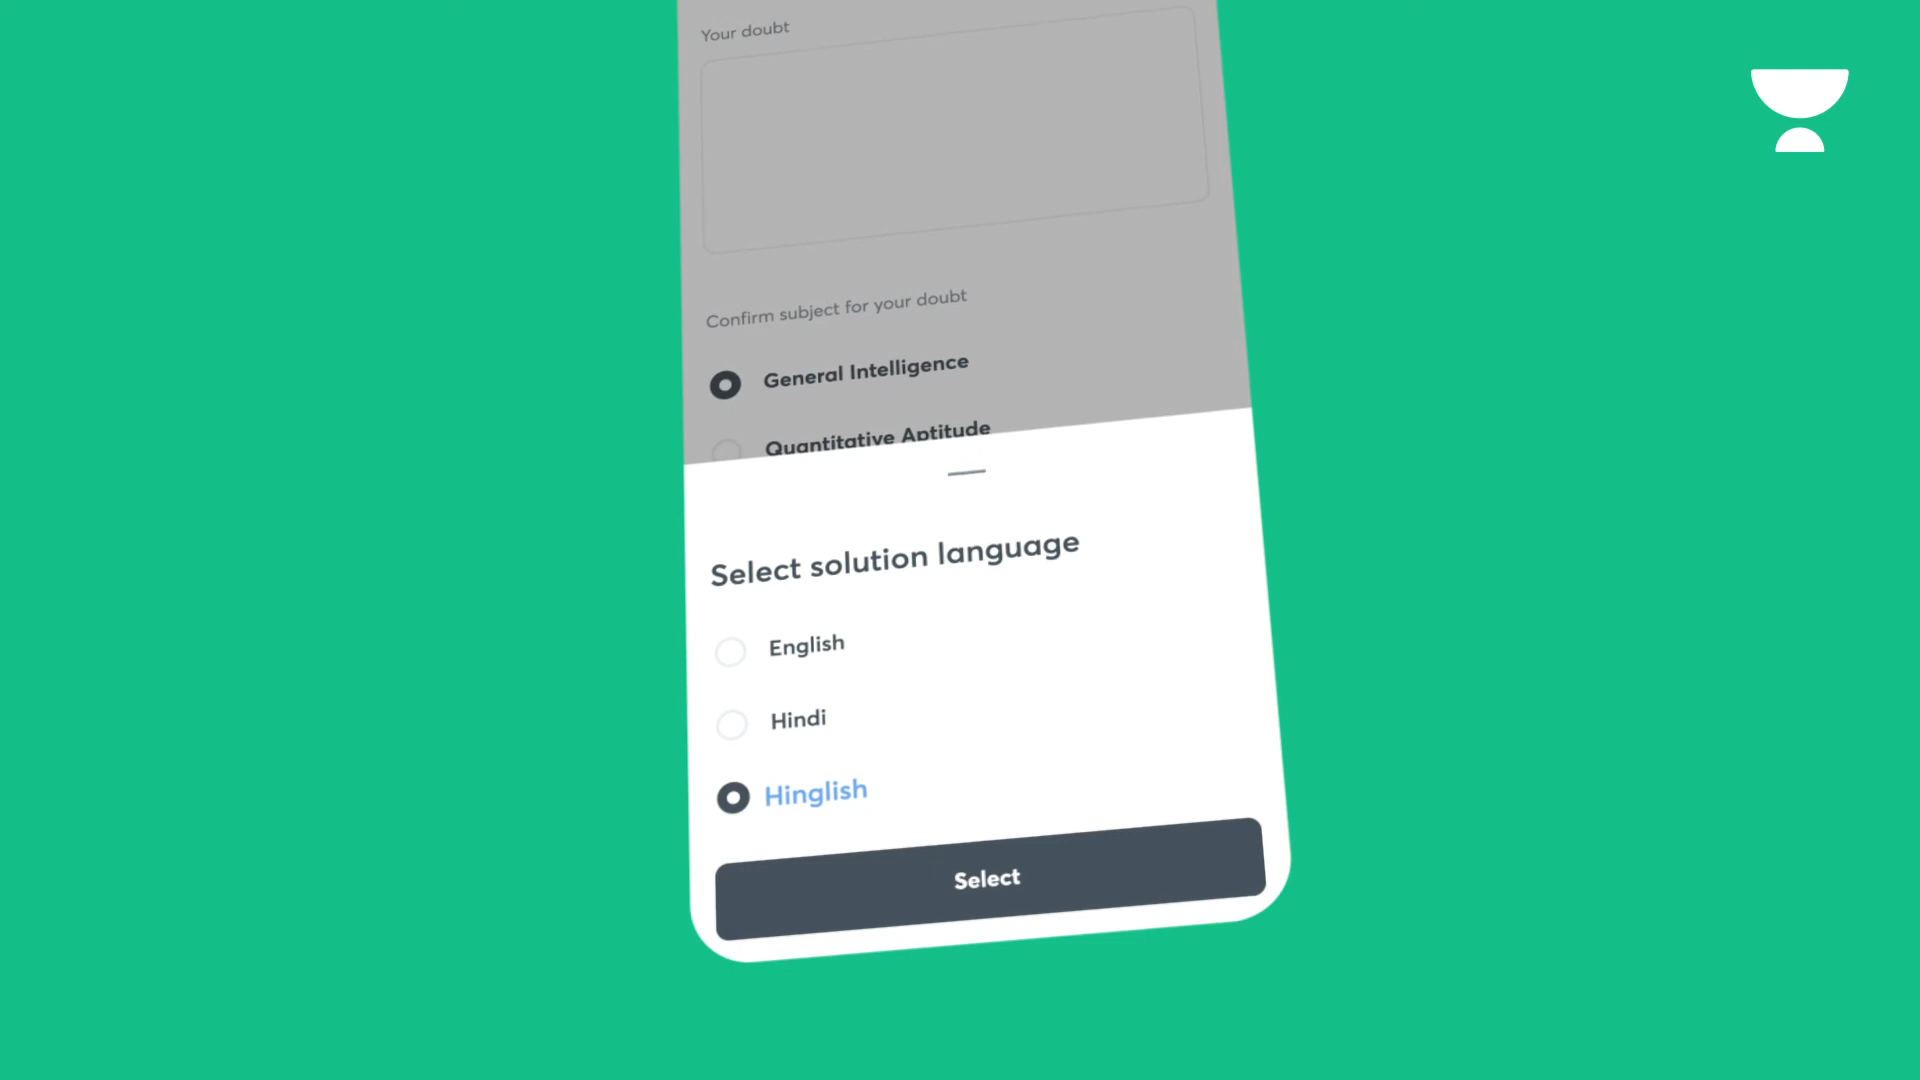 Your doubt
Confirm subject for your doubt
General Intelligence
Quantitative Aptitude
Select solution language
English
Hindi
Hinglish
Select